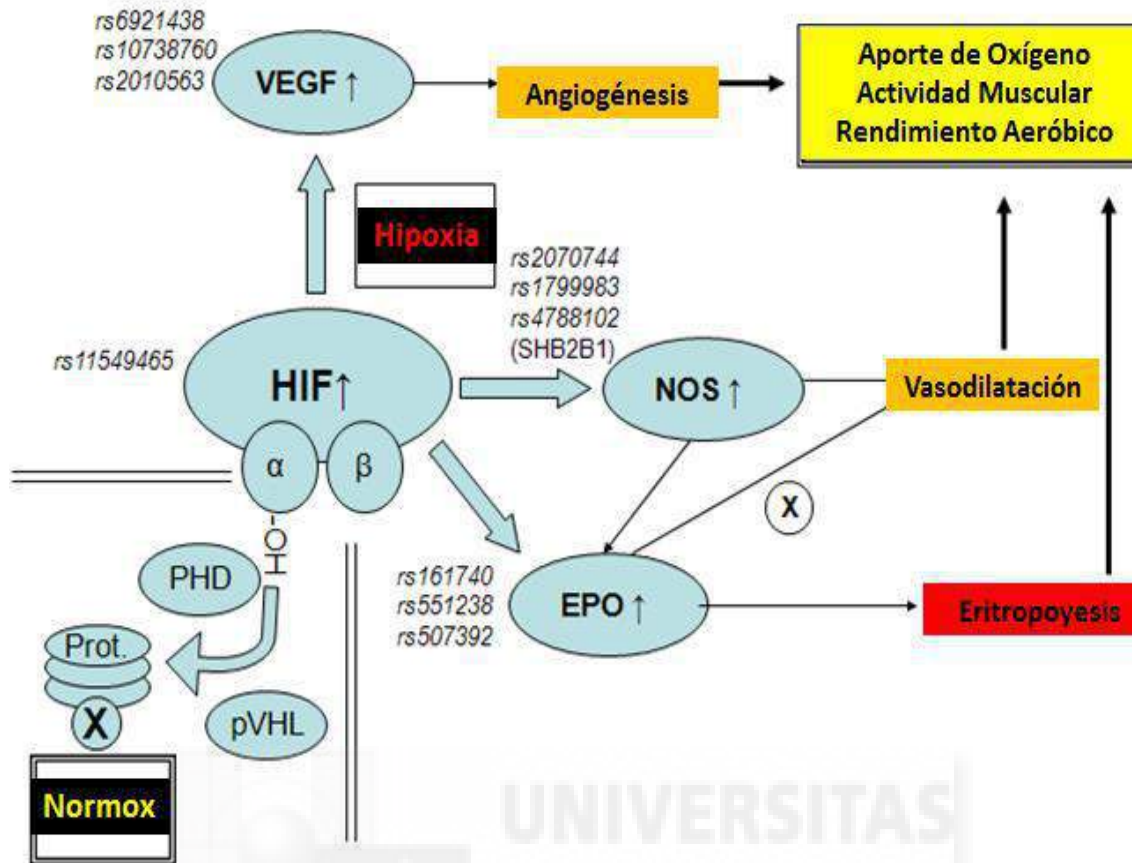 rs6921438
rs10738760
rs2010563
VEGF ↑
Angiogénesis
Aporte de Oxígeno
Actividad Muscular
Rendimiento Aeróbico
Hipoxia
rs2070744
rs1799983
rs4788102
(SHB2B1)
rs11549465
HIF↑
NOS ↑
Vasodilatación
α
β
X
HO-
PHD
rs161740
rs551238
rs507392
EPO ↑
Eritropoyesis
Prot.
X
pVHL
Normox
UNIVERSITAS